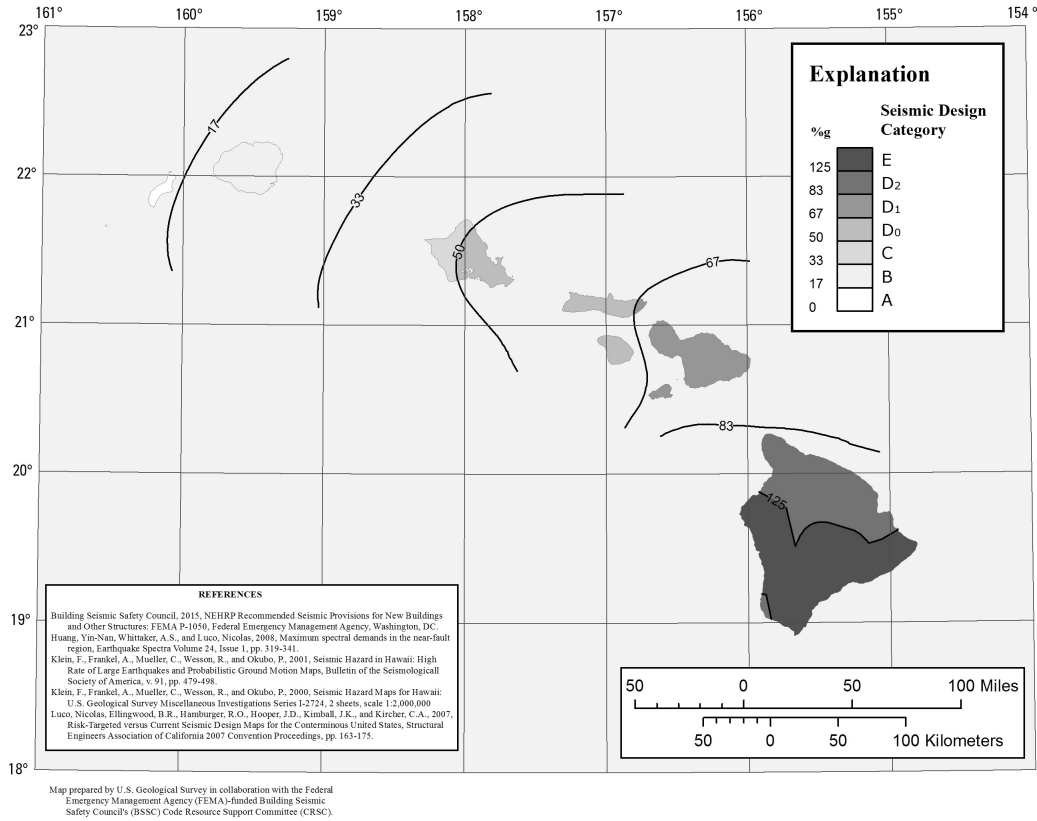 161° 160° 159° 158° 157° 156° 155° 154 °
23°
22°
21°
20°
19°
18°
17
33
50
67
83
125
Explanation
%g
Seismic Design
Category
125 E
83 D₂
67 D₁
50 D₀
33 C
17 B
0 A
REFERENCES
Building Seismic Safety Council, 2015, NEHRP Recommended Seismic Provisions for New Buildings
and Other Structures: FEMA P-1050, Federal Emergency Management Agency, Washington, DC.
Huang, Yin-Nan, Whittaker, A.S., and Luco, Nicolas, 2008, Maximum spectral demands in the near-fault
region, Earthquake Spectra Volume 24, Issue 1, pp. 319-341.
Klein, F., Frankel, A., Mueller, C., Wesson, R., and Okubo, P., 2001, Seismic Hazard in Hawaii: High
Rate of Large Earthquakes and Probabilistic Ground Motion Maps, Bulletin of the Seismologicall
Society of America, v. 91, pp. 479-498.
Klein, F., Frankel, A., Mueller, C., Wesson, R., and Okubo, P., 2000, Seismic Hazard Maps for Hawaii:
U.S. Geological Survey Miscellaneous Investigations Series I-2724, 2 sheets, scale 1:2,000,000
Luco, Nicolas, Ellingwood, B.R., Hamburger, R.O., Hooper, J.D., Kimball, J.K., and Kircher, C.A., 2007,
Risk-Targeted versus Current Seismic Design Maps for the Conterminous United States, Structural
Engineers Association of California 2007 Convention Proceedings, pp. 163-175.
50 0 50 100 Miles
50 0 50 100 Kilometers
Map prepared by U.S. Geological Survey in collaboration with the Federal
Emergency Management Agency (FEMA)-funded Building Seismic
Safety Council's (BSSC) Code Resource Support Committee (CRSC).